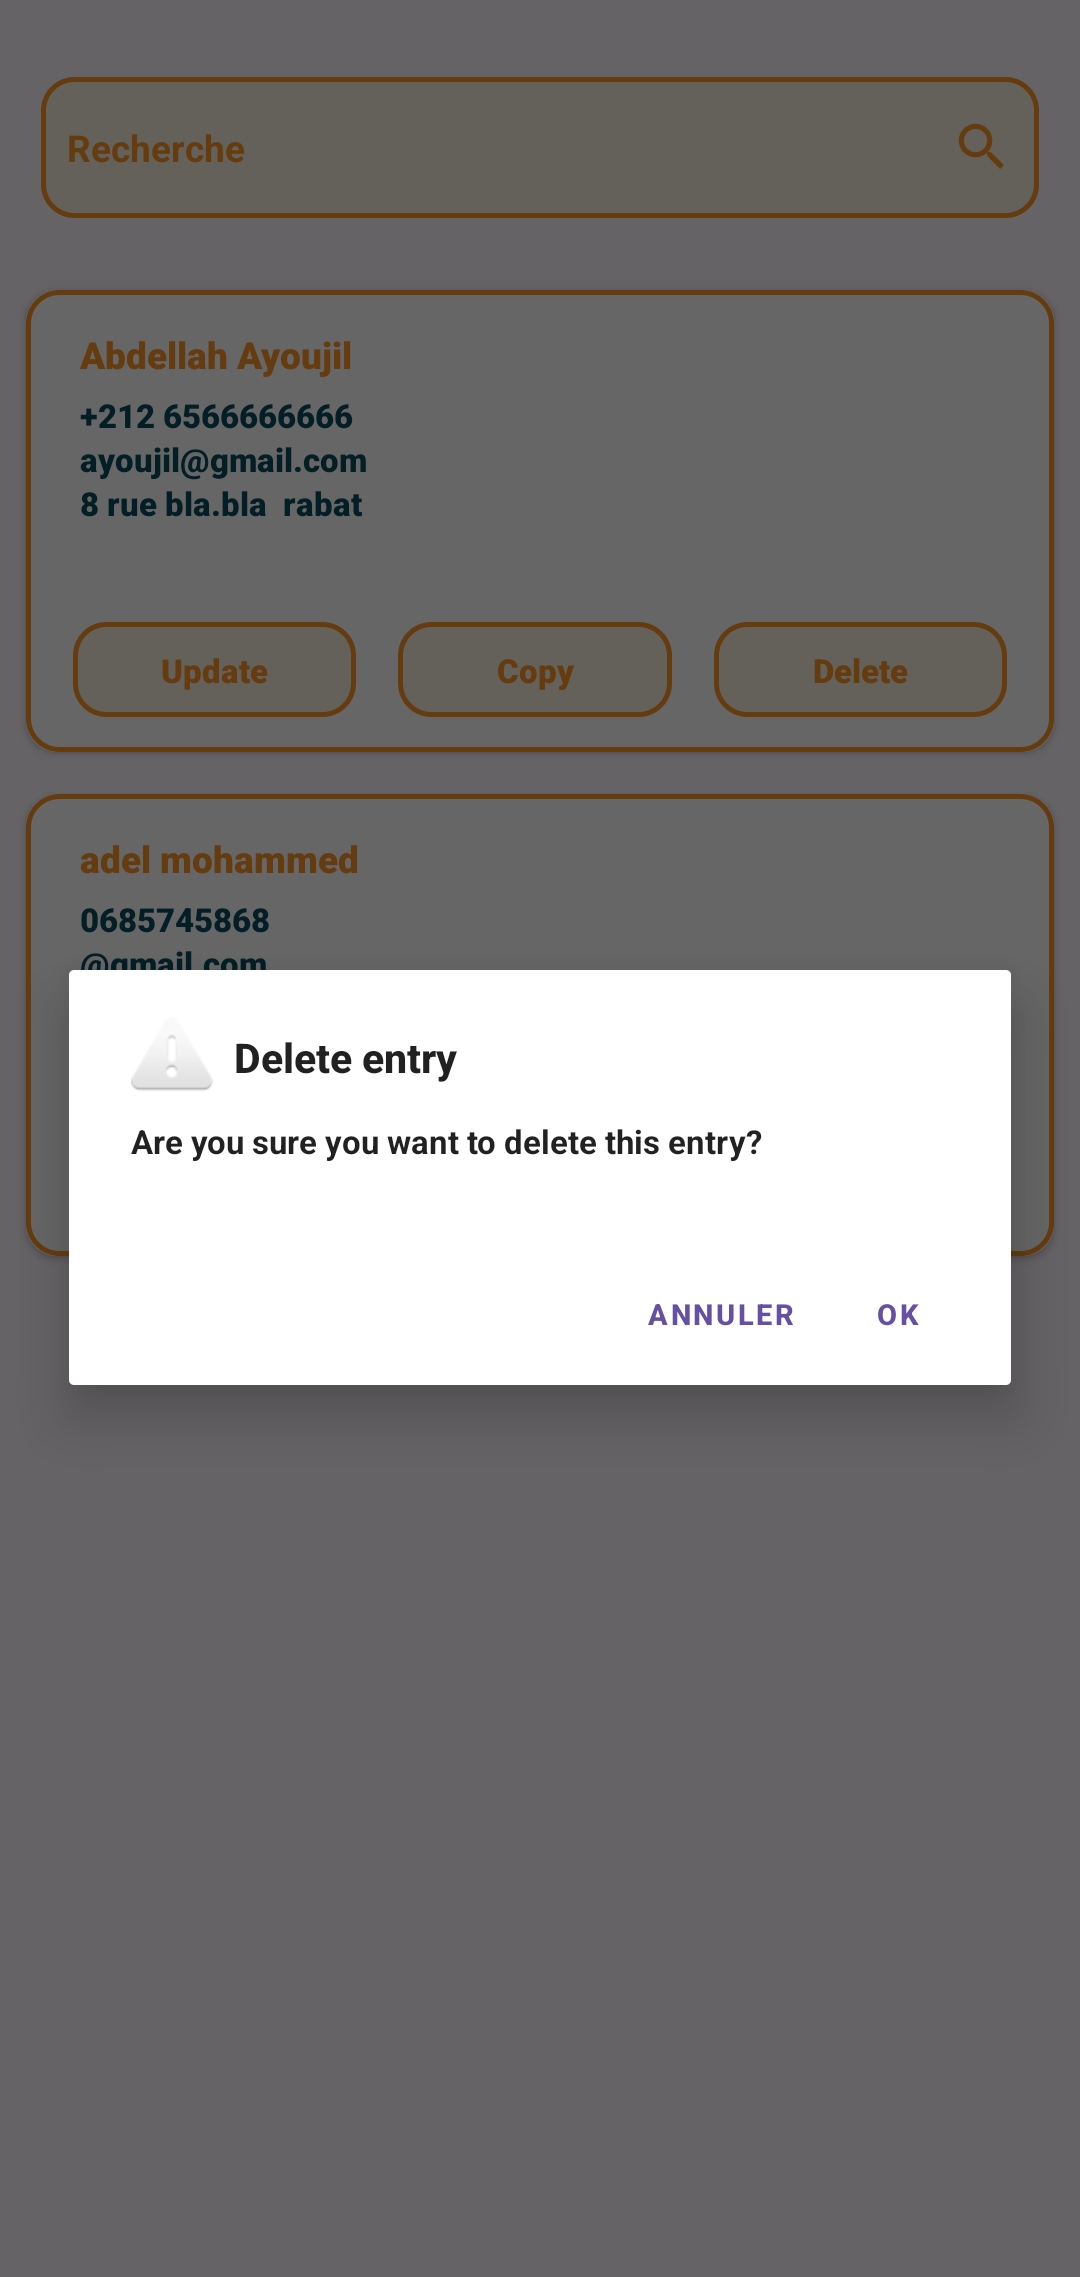 Recherche
Abdellah Ayoujil
+212 6566666666
ayoujil@gmail.com
8 rue bla.bla  rabat
Update
Copy
Delete
adel mohammed
0685745868
@gmail.com
Delete entry
Are you sure you want to delete this entry?
ANNULER
OK